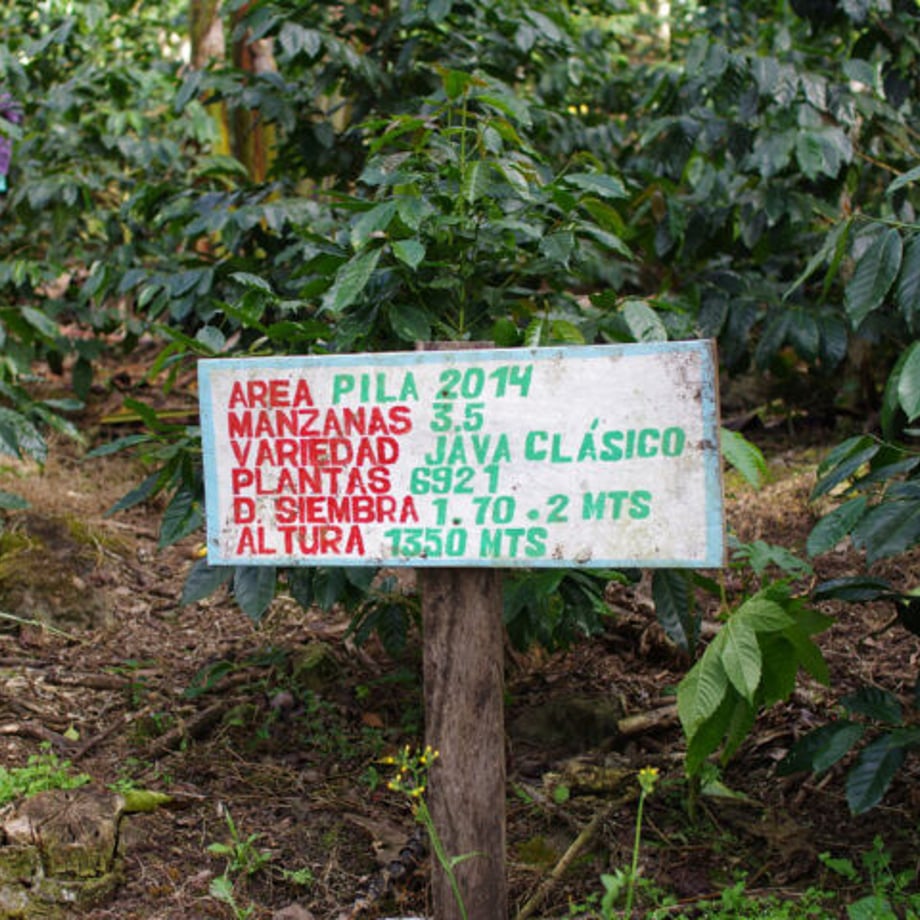 AREA PILA 2014
MANZANAS 3.5
VARIEDAD JAVA CLÁSICO
PLANTAS 6921
D. SIEMBRA 1.70 .2 MTS
ALTURA 1350 MTS